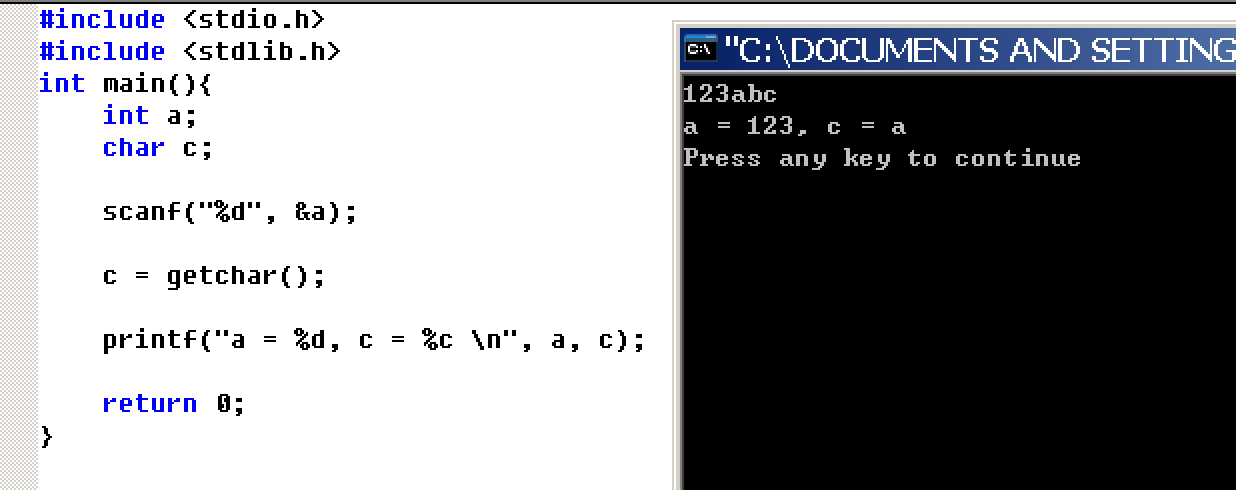 #include <stdio.h>
#include <stdlib.h>
int main(){
    int a;
    char c;
    scanf("%d", &a);
    c = getchar();
    printf("a = %d, c = %c \n", a, c);
    return 0;
}
C:\ "C:\DOCUMENTS AND SETTING
123abc
a = 123, c = a
Press any key to continue